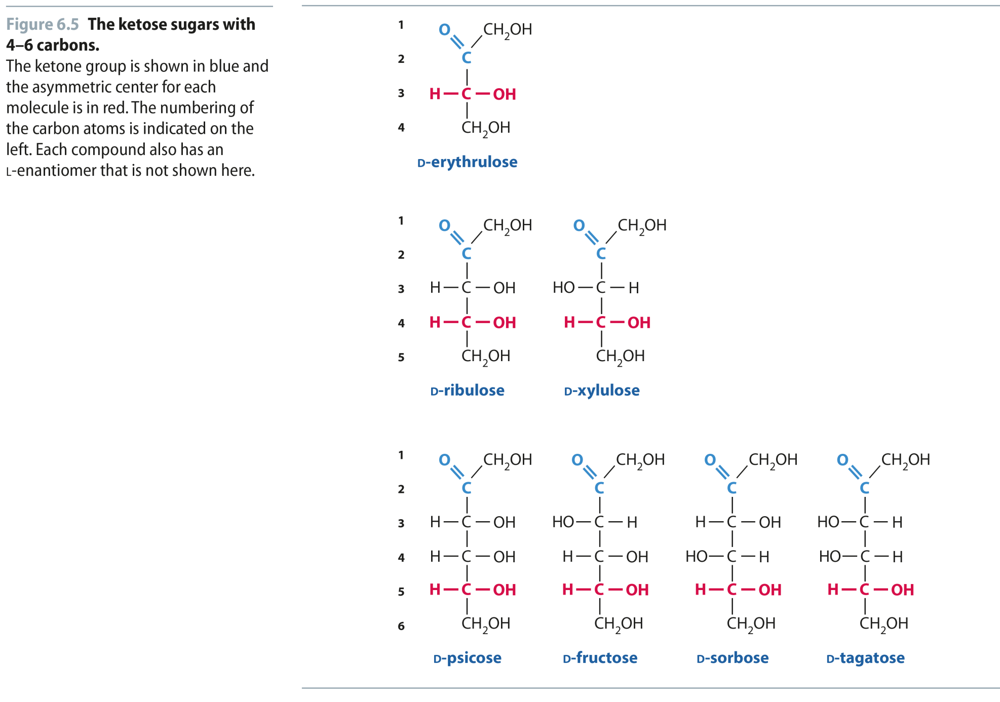 Figure 6.5 The ketose sugars with
4–6 carbons.
The ketone group is shown in blue and
the asymmetric center for each
molecule is in red. The numbering of
the carbon atoms is indicated on the
left. Each compound also has an
L-enantiomer that is not shown here.
1 O CH2OH
2 C
3 H C OH
4 CH2OH
D-erythrulose
1 O CH2OH O CH2OH
2 C C
3 H C OH HO C H
4 H C OH H C OH
5 CH2OH CH2OH
D-ribulose D-xylulose
1 O CH2OH O CH2OH O CH2OH O CH2OH
2 C C C C
3 H C OH HO C H H C OH HO C H
4 H C OH H C OH HO C H HO C H
5 H C OH H C OH H C OH H C OH
6 CH2OH CH2OH CH2OH CH2OH
D-psicose D-fructose D-sorbose D-tagatose